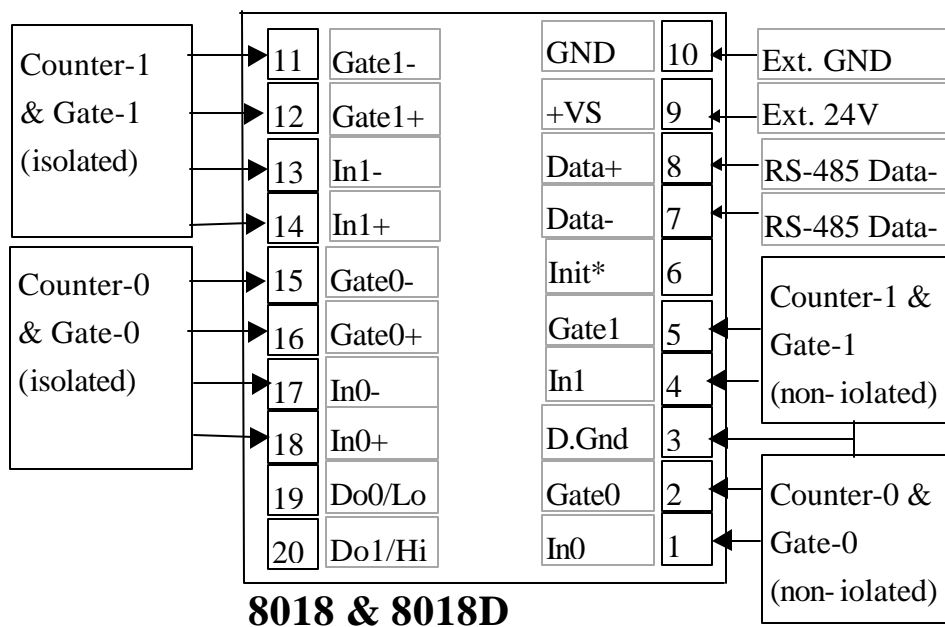 Counter-1
& Gate-1
(isolated)
Counter-0
& Gate-0
(isolated)
11 Gate1-
12 Gate1+
13 In1-
14 In1+
15 Gate0-
16 Gate0+
17 In0-
18 In0+
19 Do0/Lo
20 Do1/Hi
GND 10
+VS 9
Data+ 8
Data- 7
Init* 6
Gate1 5
In1 4
D.Gnd 3
Gate0 2
In0 1
Ext. GND
Ext. 24V
RS-485 Data-
RS-485 Data-
Counter-1 &
Gate-1
(non-iolated)
Counter-0 &
Gate-0
(non-isolated)
8018 & 8018D